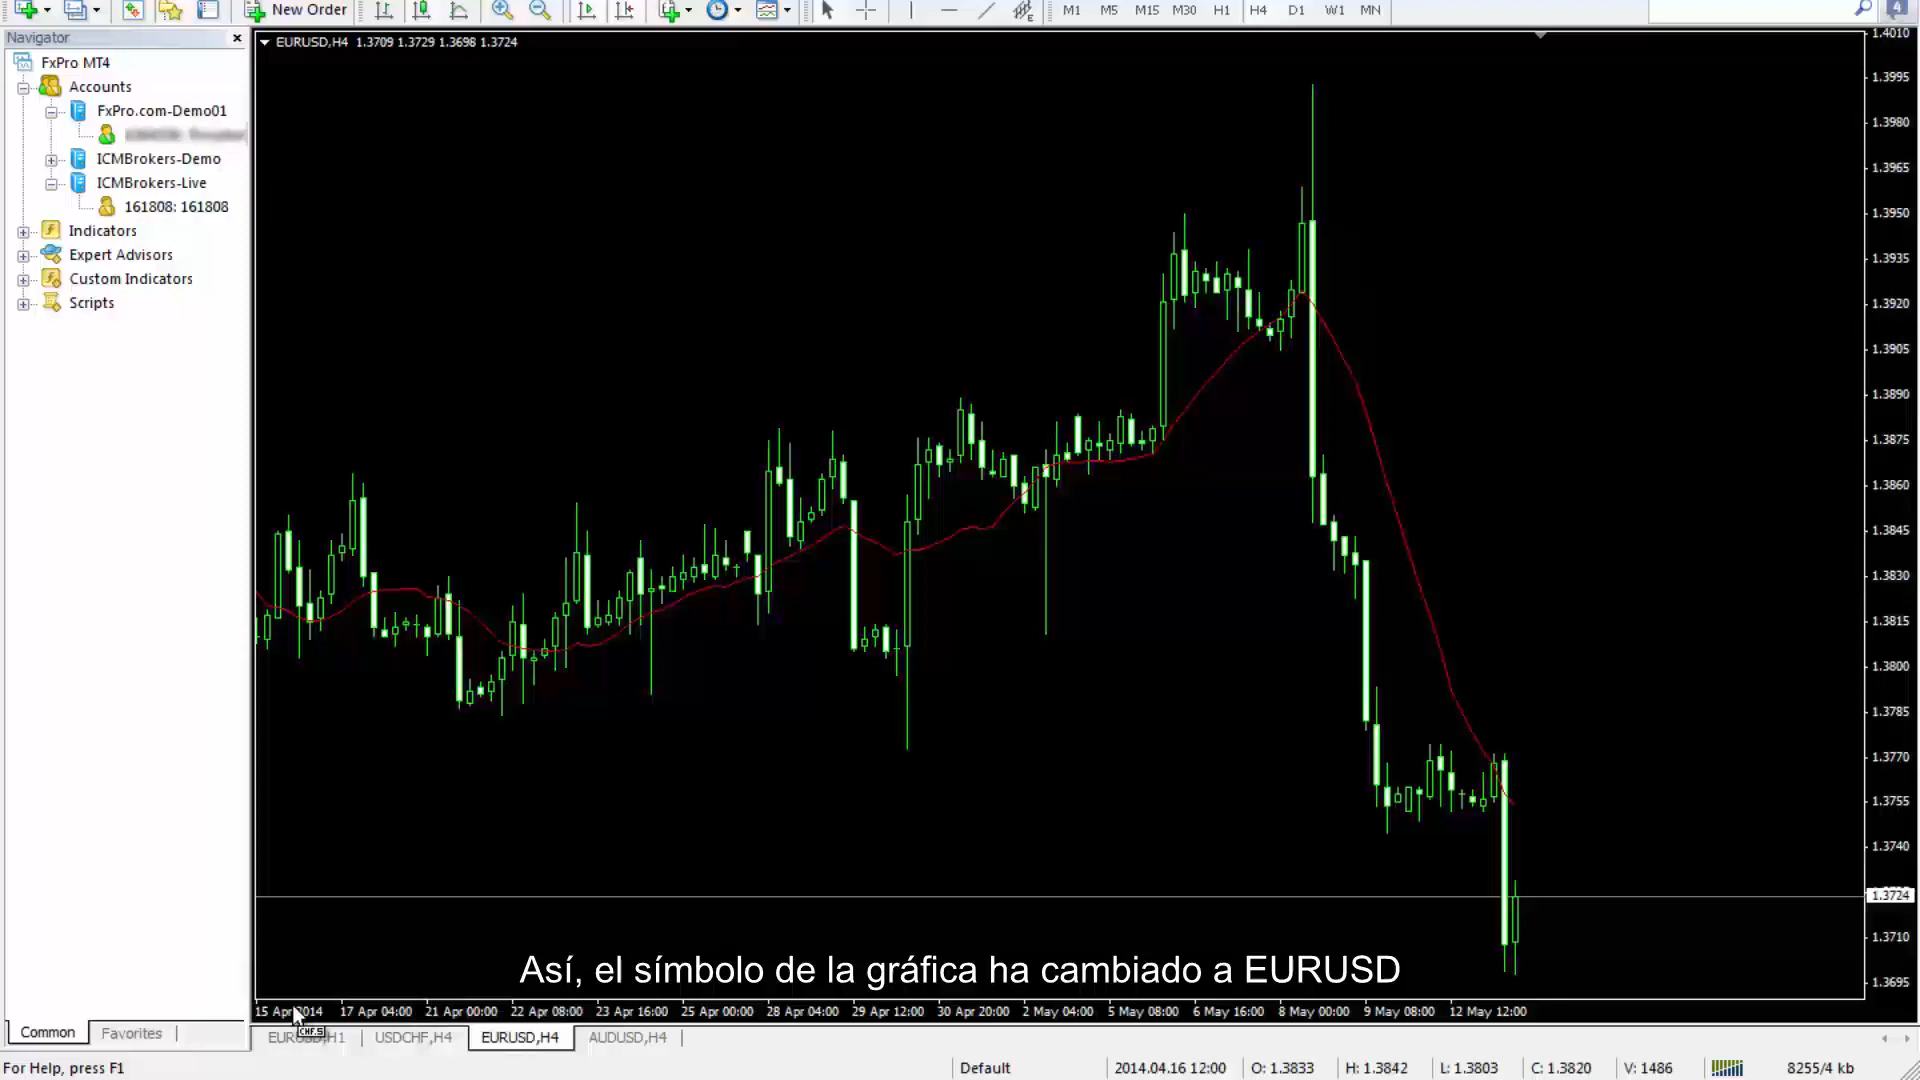 New Order
M1 M5 M15 M30 H1 H4 D1 W1 MN
4
Navigator
FxPro MT4
Accounts
FxPro.com-Demo01
ICMBrokers-Demo
ICMBrokers-Live
161808: 161808
Indicators
Expert Advisors
Custom Indicators
Scripts
Common
Favorites
EURUSD,H4 1.3709 1.3729 1.3698 1.3724
1.4010
1.3995
1.3980
1.3965
1.3950
1.3935
1.3920
1.3905
1.3890
1.3875
1.3860
1.3845
1.3830
1.3815
1.3800
1.3785
1.3770
1.3755
1.3740
1.3724
1.3710
1.3695
Así, el símbolo de la gráfica ha cambiado a EURUSD
15 Apr 2014 17 Apr 04:00 21 Apr 00:00 22 Apr 08:00 23 Apr 16:00 25 Apr 00:00 28 Apr 04:00 29 Apr 12:00 30 Apr 20:00 2 May 04:00 5 May 08:00 6 May 16:00 8 May 00:00 9 May 08:00 12 May 12:00
CHF.S
EURUSD,H1 USDCHF,H4 EURUSD,H4 AUDUSD,H4
For Help, press F1 Default 2014.04.16 12:00 O: 1.3833 H: 1.3842 L: 1.3803 C: 1.3820 V: 1486 8255/4 kb